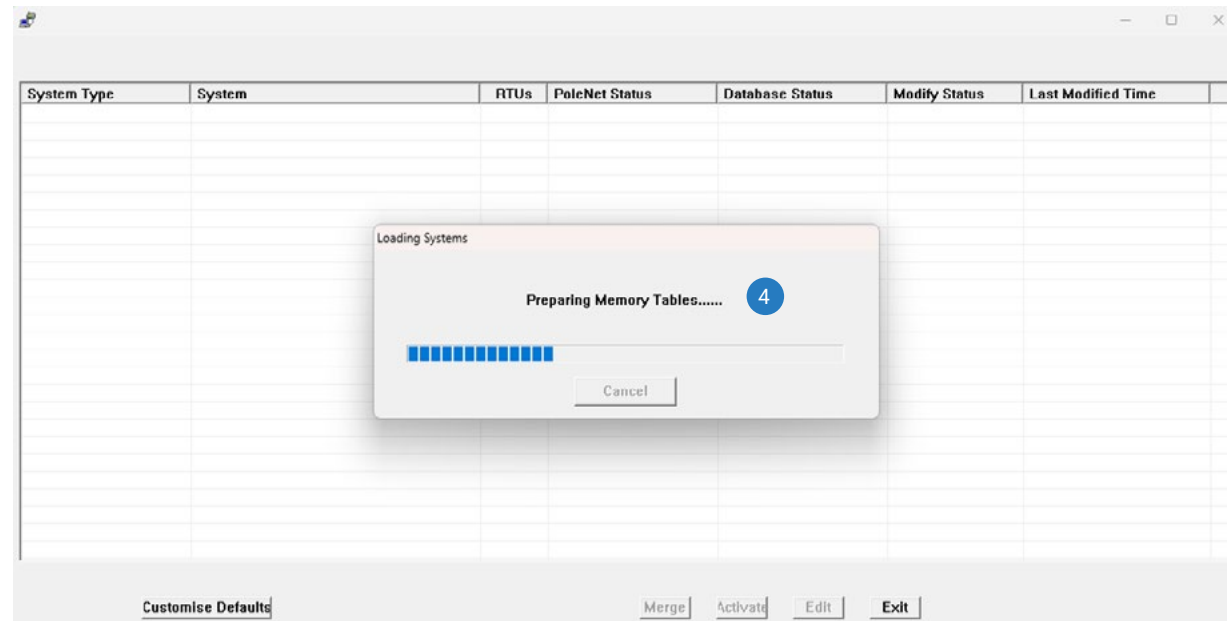 System Type System RTUs PoleNet Status Database Status Modify Status Last Modified Time
Loading Systems
Preparing Memory Tables...... 4
Cancel
Customise Defaults Merge Activate Edit Exit